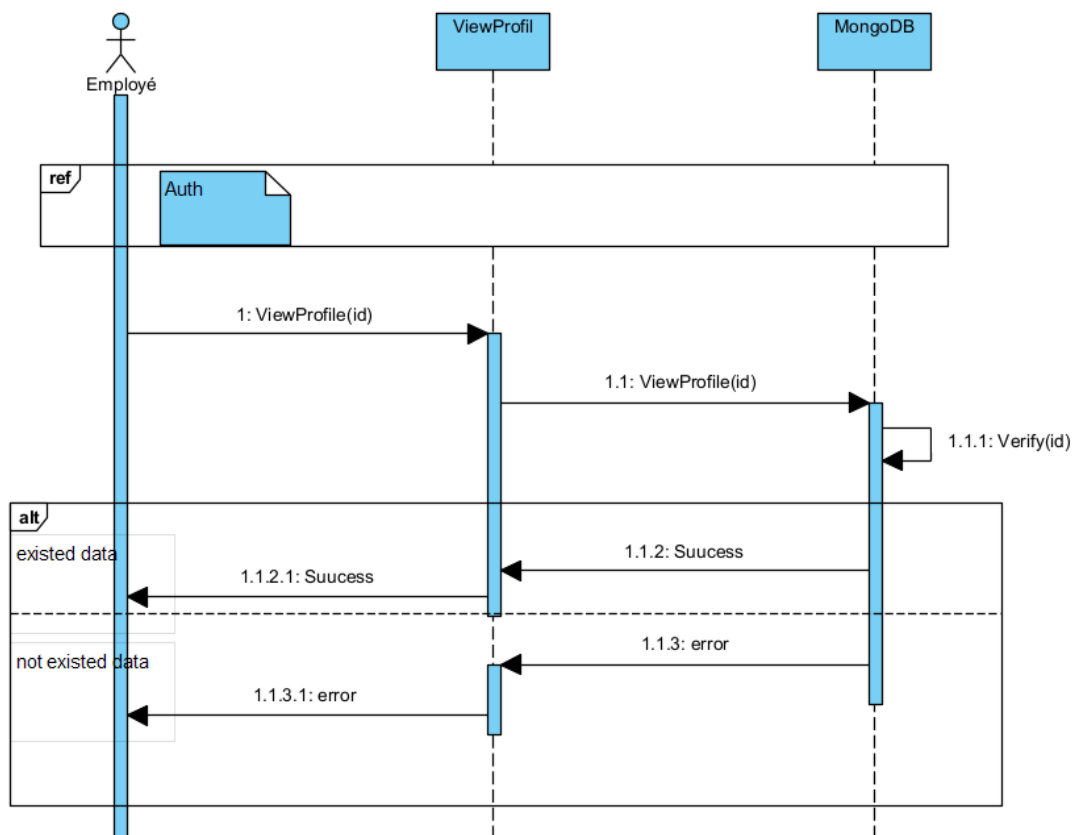 ViewProfil
MongoDB
Employé
ref
Auth
1: ViewProfile(id)
1.1: ViewProfile(id)
1.1.1: Verify(id)
alt
existed data
1.1.2: Suucess
1.1.2.1: Suucess
not existed data
1.1.3: error
1.1.3.1: error